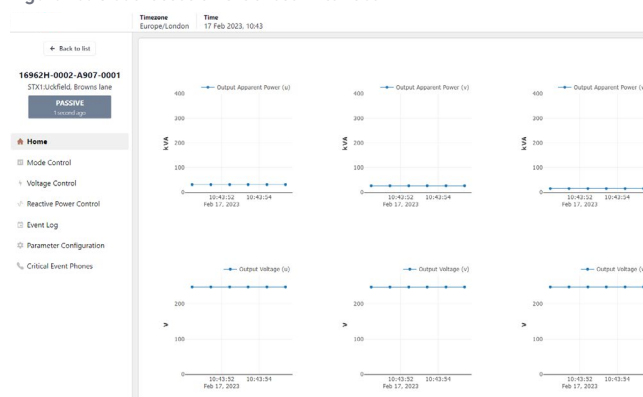 Timezone
Europe/London
Time
17 Feb 2023, 10:43
← Back to list
16962H-0002-A907-0001
STX1:Uckfield, Browns lane
PASSIVE
1 second ago
Home
Mode Control
Voltage Control
Reactive Power Control
Event Log
Parameter Configuration
Critical Event Phones
Output Apparent Power (u)
400
300
200
100
0
kVA
10:43:52 10:43:54
Feb 17, 2023
Output Apparent Power (v)
400
300
200
100
0
kVA
10:43:52 10:43:54
Feb 17, 2023
Output Apparent Power
400
300
200
100
0
kVA
10:43:52 10:43:54
Feb 17, 2023
Output Voltage (u)
200
100
0
V
10:43:52 10:43:54
Feb 17, 2023
Output Voltage (v)
200
100
0
V
10:43:52 10:43:54
Feb 17, 2023
Output Voltage
200
100
0
V
10:43:52 10:43:54
Feb 17, 2023